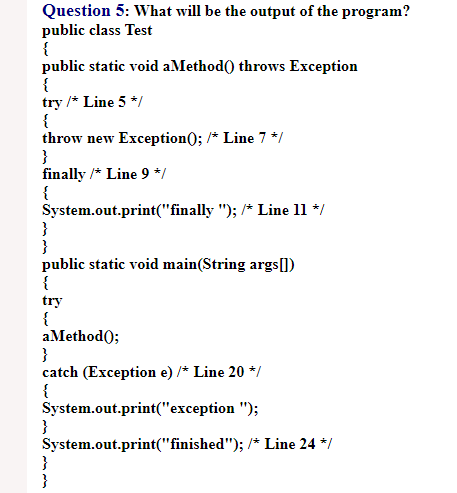 Question 5: What will be the output of the program?
public class Test
{
public static void aMethod() throws Exception
{
try /* Line 5 */
{
throw new Exception(); /* Line 7 */
}
finally /* Line 9 */
{
System.out.print("finally "); /* Line 11 */
}
}
public static void main(String args[])
{
try
{
aMethod();
}
catch (Exception e) /* Line 20 */
{
System.out.print("exception ");
}
System.out.print("finished"); /* Line 24 */
}
}